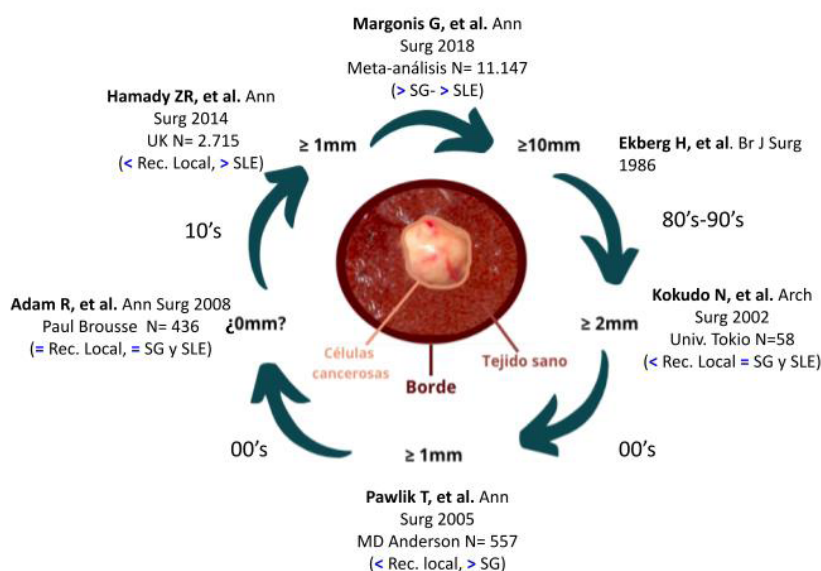 Margonis G, et al. Ann
Surg 2018
Meta-análisis N= 11.147
(> SG- > SLE)
Hamady ZR, et al. Ann
Surg 2014
UK N= 2.715
(< Rec. Local, > SLE)
≥ 1mm
≥10mm
Ekberg H, et al. Br J Surg
1986
10’s
80’s-90’s
Adam R, et al. Ann Surg 2008
Paul Brousse N= 436
(= Rec. Local, = SG y SLE)
¿0mm?
≥ 2mm
Kokudo N, et al. Arch
Surg 2002
Univ. Tokio N=58
(< Rec. Local = SG y SLE)
Células
cancerosas
Tejido sano
Borde
00’s
≥ 1mm
00’s
Pawlik T, et al. Ann
Surg 2005
MD Anderson N= 557
(< Rec. local, > SG)